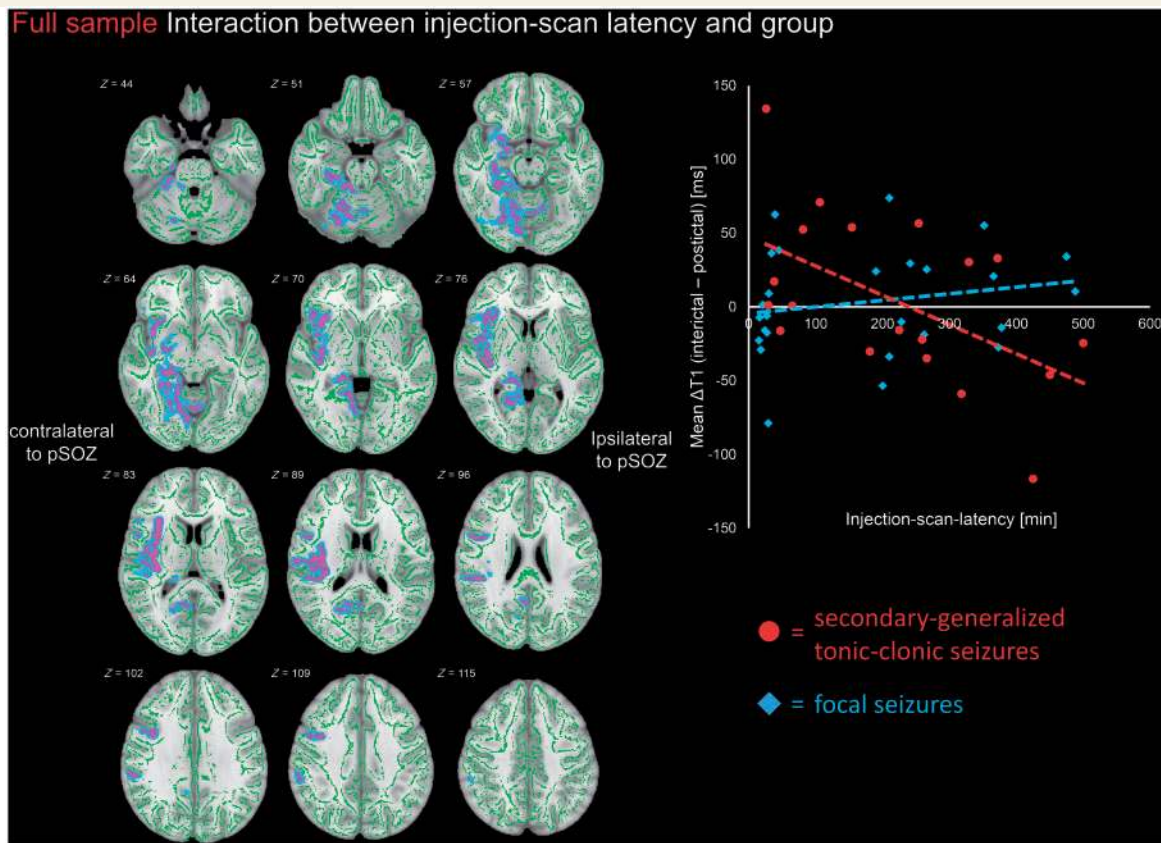 Full sample Interaction between injection-scan latency and group
Z = 44
Z = 51
Z = 57
Z = 64
Z = 70
Z = 76
contralateral
to pSOZ
Ipsilateral
to pSOZ
Z = 83
Z = 89
Z = 96
Z = 102
Z = 109
Z = 115
150
100
50
0
-50
-100
-150
0
100
200
300
400
500
600
Mean ΔT1 (interictal – postictal) [ms]
Injection-scan-latency [min]
= secondary-generalized
tonic-clonic seizures
= focal seizures